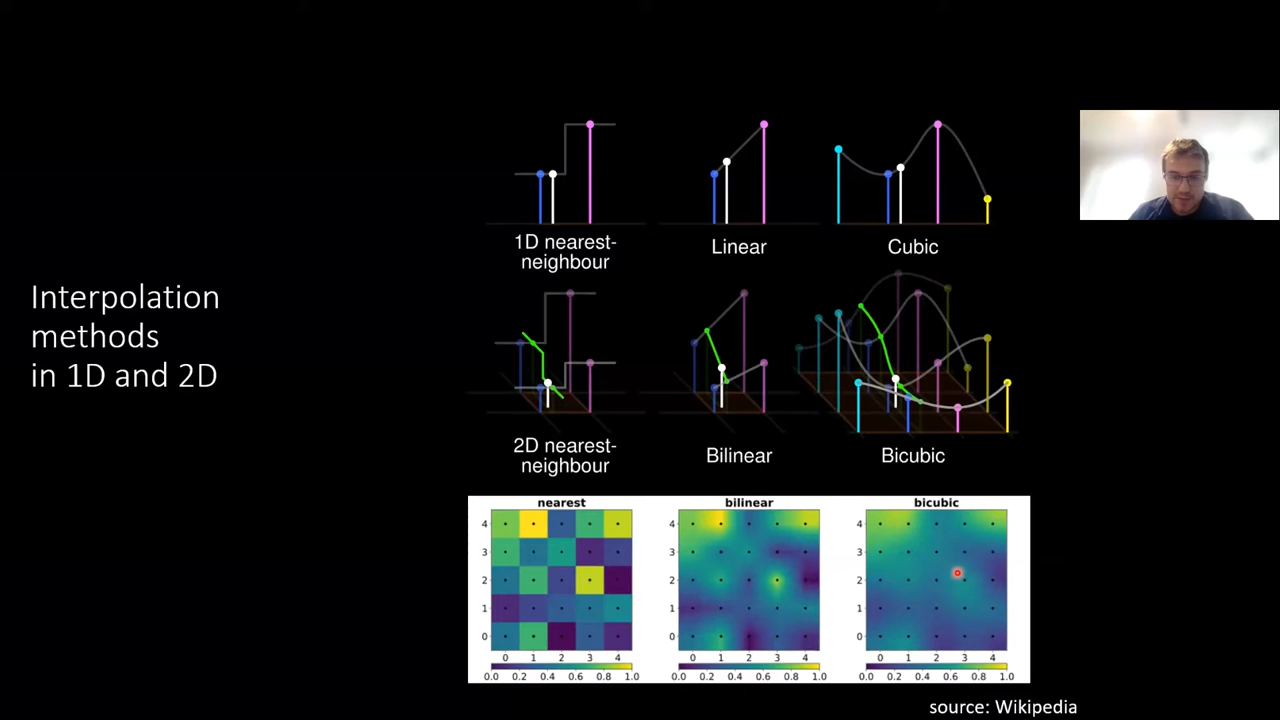 Interpolation
methods
in 1D and 2D
1D nearest-
neighbour
Linear
Cubic
2D nearest-
neighbour
Bilinear
Bicubic
nearest
4
3
2
1
0
0 1 2 3 4
0.0 0.2 0.4 0.6 0.8 1.0
bilinear
4
3
2
1
0
0 1 2 3 4
0.0 0.2 0.4 0.6 0.8 1.0
bicubic
4
3
2
1
0
0 1 2 3 4
0.0 0.2 0.4 0.6 0.8 1.0
source: Wikipedia